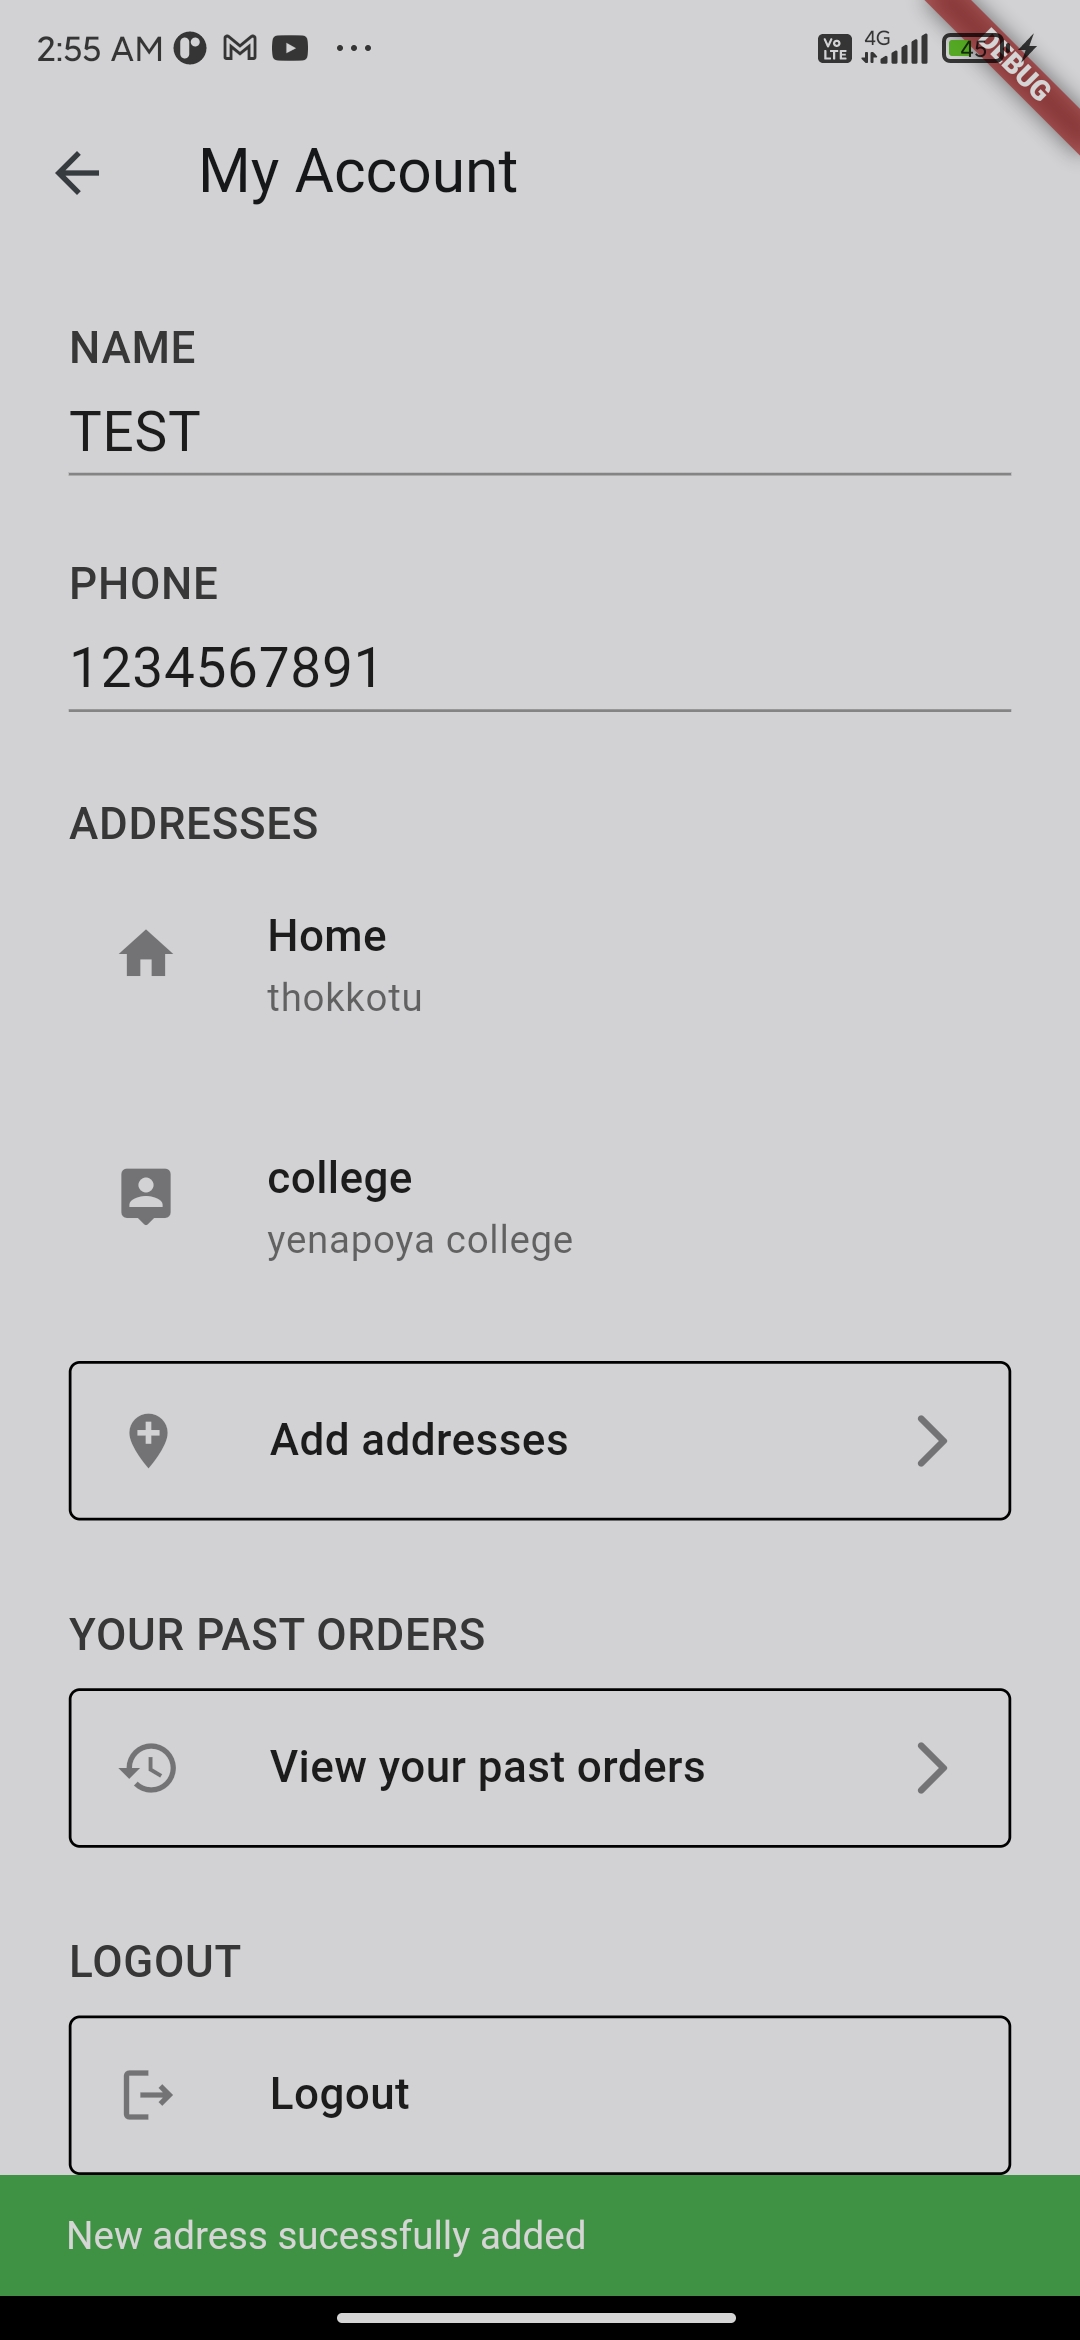 2:55 AM
Vo LTE
4G
45
DEBUG
My Account
NAME
TEST
PHONE
1234567891
ADDRESSES
Home
thokkotu
college
yenapoya college
Add addresses
YOUR PAST ORDERS
View your past orders
LOGOUT
Logout
New adress sucessfully added